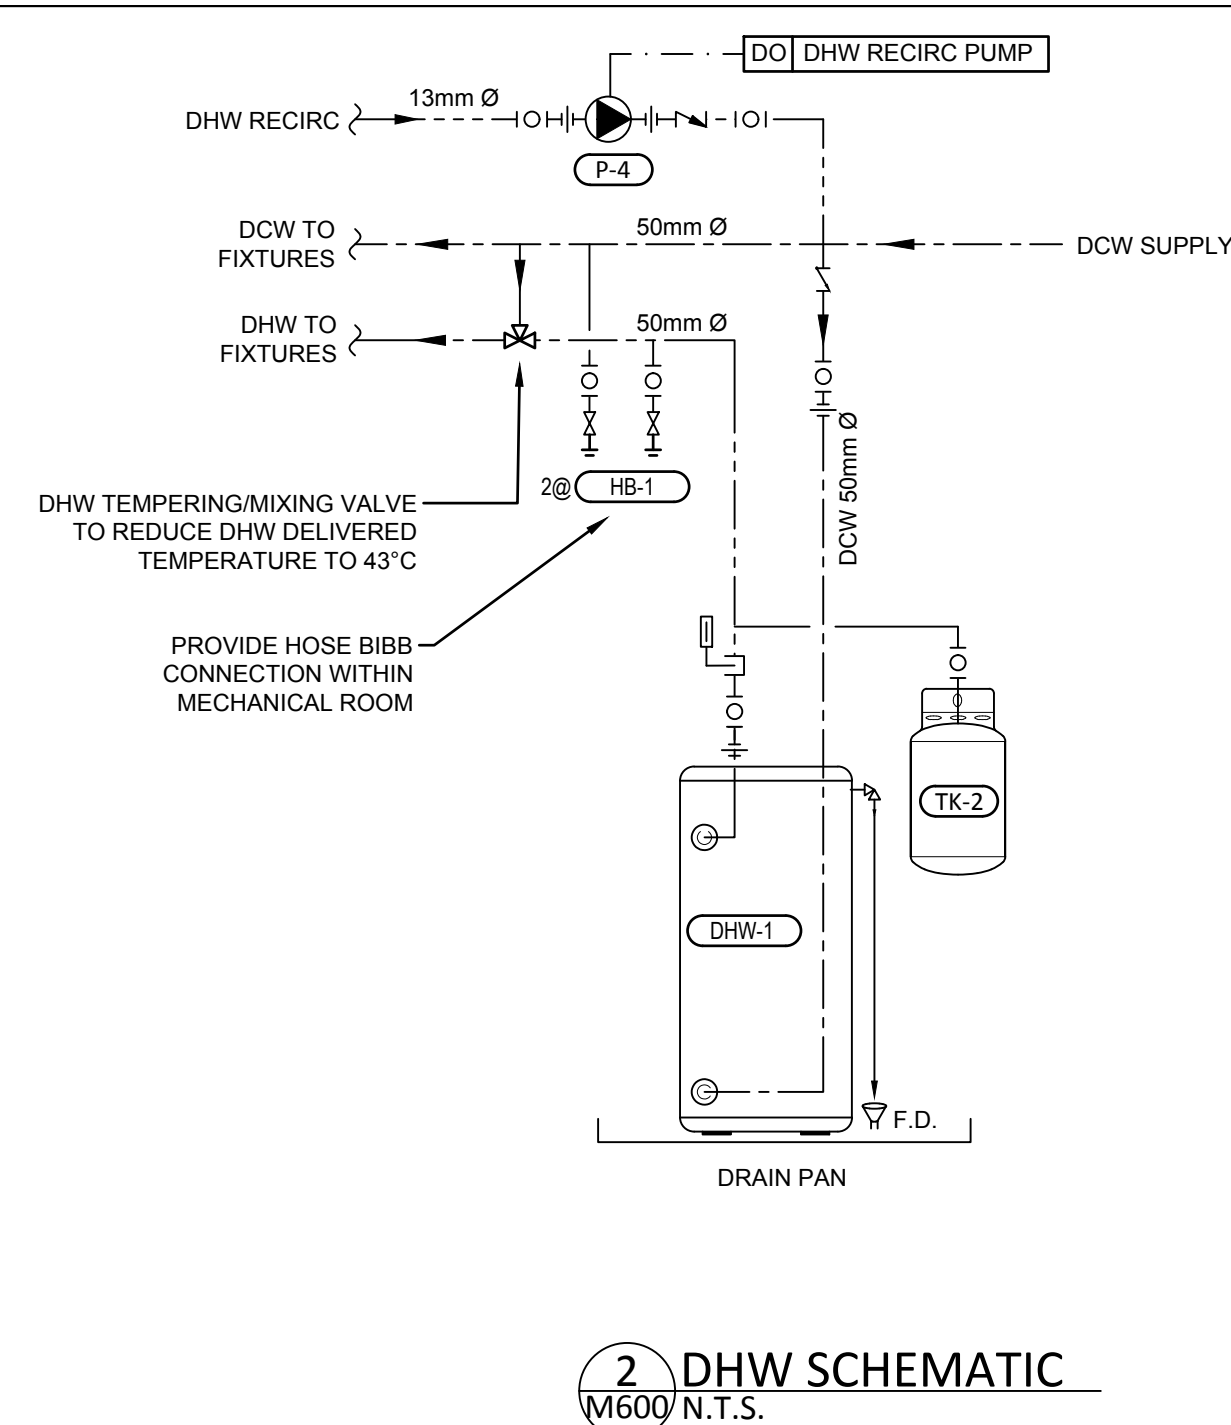 DO DHW RECIRC PUMP
13mm Ø
DHW RECIRC
P-4
DCW TO
FIXTURES
50mm Ø
DCW SUPPLY
DHW TO
FIXTURES
50mm Ø
2@ HB-1
DHW TEMPERING/MIXING VALVE
TO REDUCE DHW DELIVERED
TEMPERATURE TO 43°C
DCW 50mm Ø
PROVIDE HOSE BIBB
CONNECTION WITHIN
MECHANICAL ROOM
TK-2
DHW-1
F.D.
DRAIN PAN
2 DHW SCHEMATIC
M600 N.T.S.